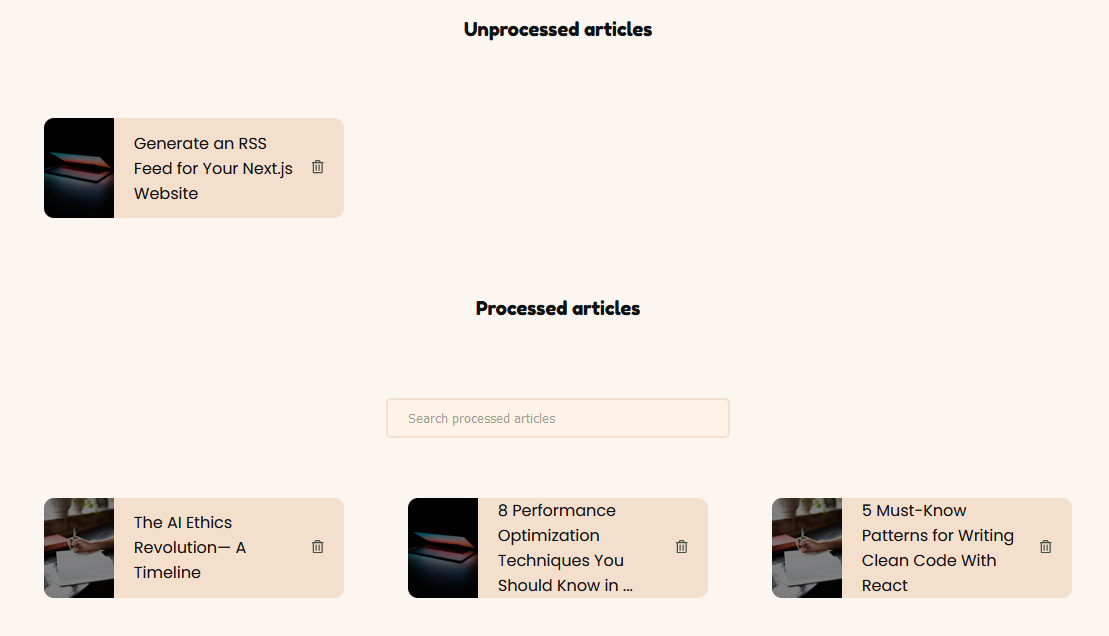 Unprocessed articles
Generate an RSS
Feed for Your Next.js
Website
Processed articles
Search processed articles
The AI Ethics
Revolution— A
Timeline
8 Performance
Optimization
Techniques You
Should Know in ...
5 Must-Know
Patterns for Writing
Clean Code With
React